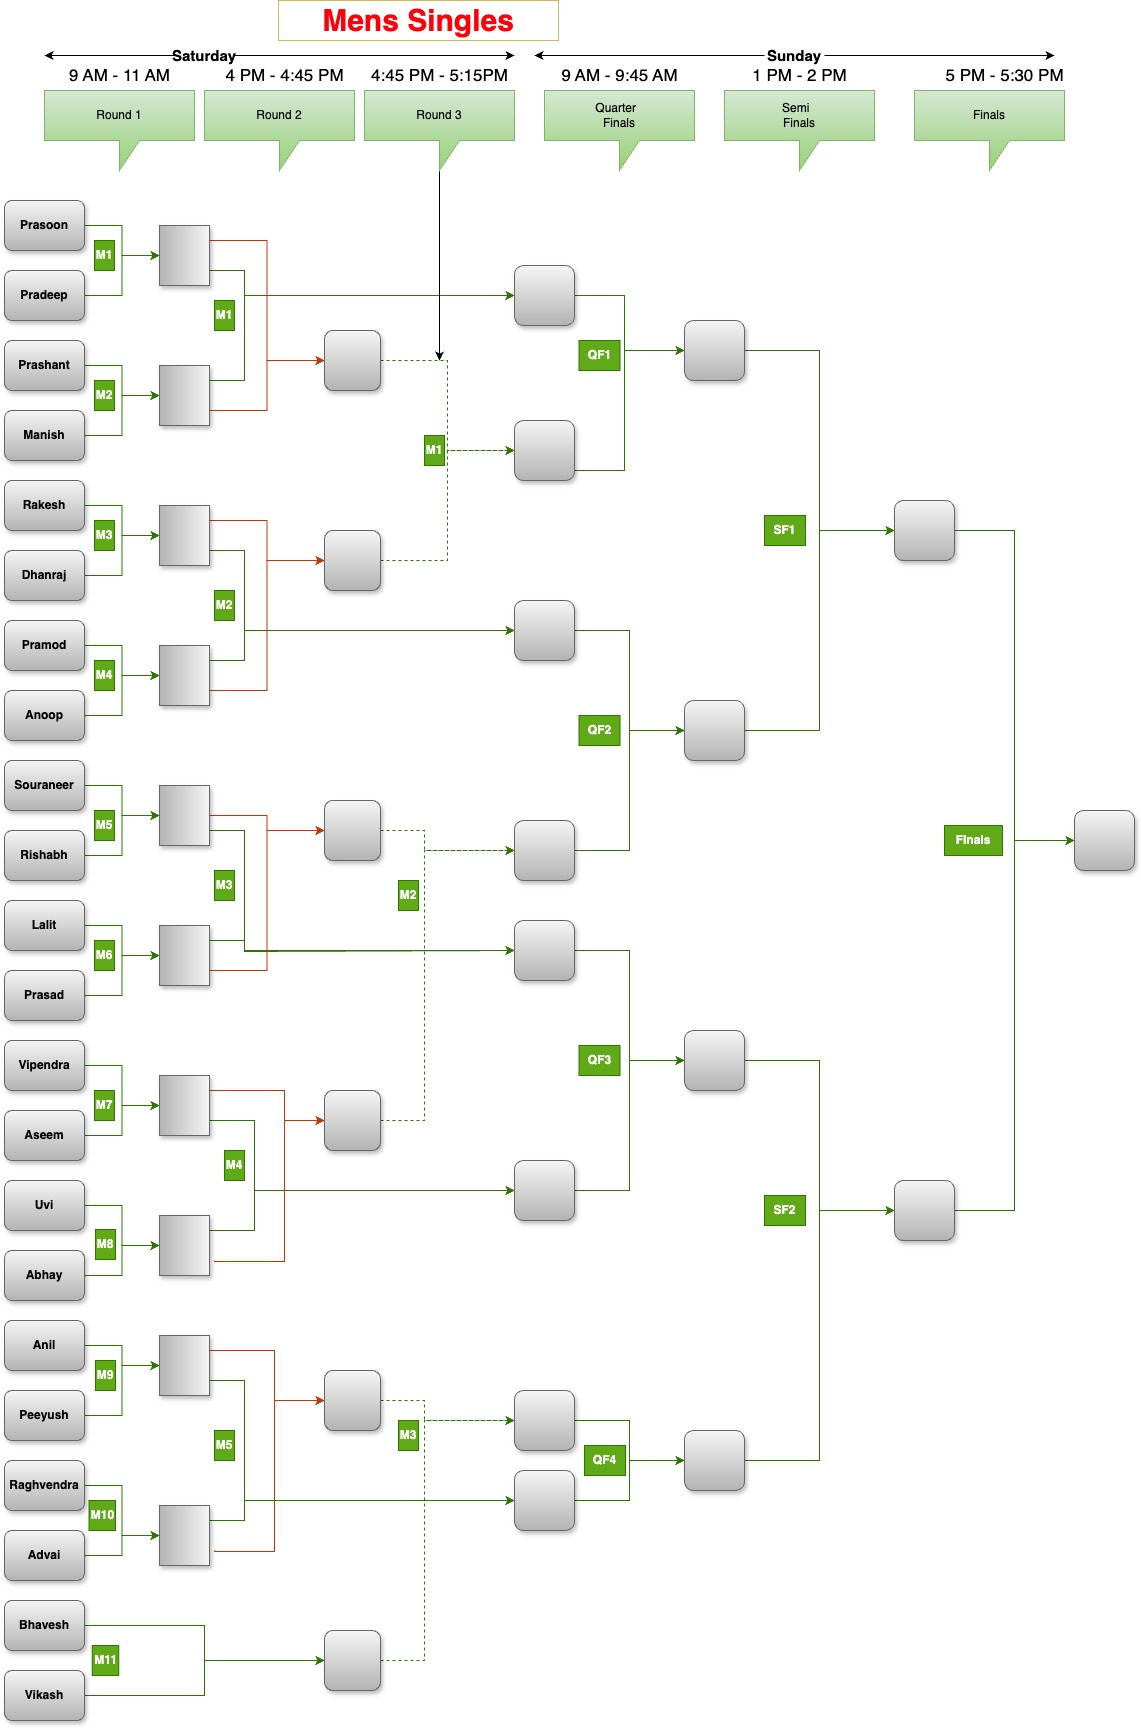 Mens Singles
Saturday
Sunday
9 AM - 11 AM
4 PM - 4:45 PM
4:45 PM - 5:15PM
9 AM - 9:45 AM
1 PM - 2 PM
5 PM - 5:30 PM
Round 1
Round 2
Round 3
Quarter
Finals
Semi
Finals
Finals
Prasoon
M1
Pradeep
M1
Prashant
M2
Manish
QF1
M1
Rakesh
M3
Dhanraj
SF1
M2
Pramod
M4
Anoop
QF2
Souraneer
M5
Rishabh
FInals
M3
M2
Lalit
M6
Prasad
Vipendra
QF3
M7
Aseem
M4
Uvi
SF2
M8
Abhay
Anil
M9
Peeyush
M3
M5
QF4
Raghvendra
M10
Advai
Bhavesh
M11
Vikash